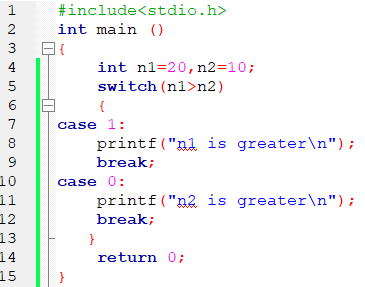 1 #include<stdio.h>
2 int main ()
3 {
4 int n1=20,n2=10;
5 switch(n1>n2)
6 {
7 case 1:
8 printf("n1 is greater\n");
9 break;
10 case 0:
11 printf("n2 is greater\n");
12 break;
13 }
14 return 0;
15 }